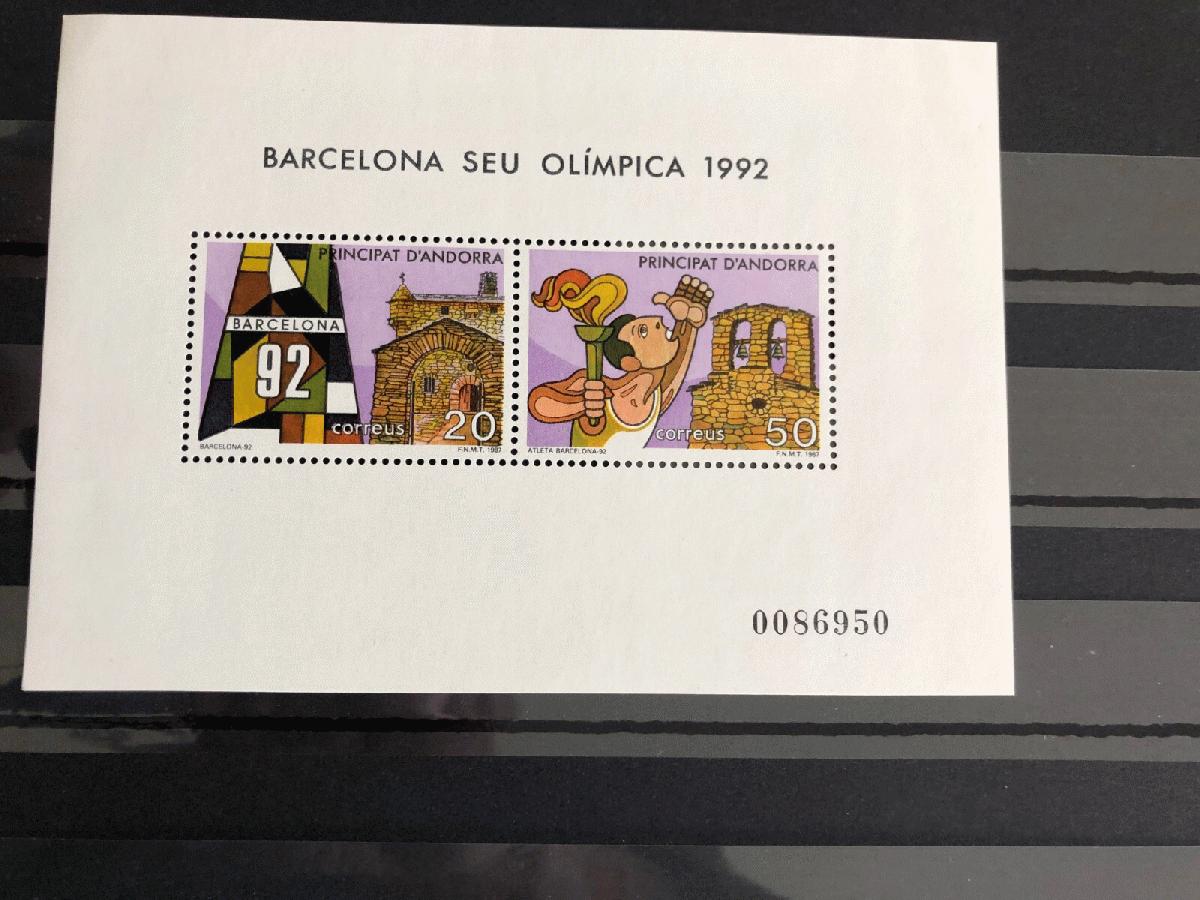 BARCELONA SEU OLÍMPICA 1992
PRINCIPAT D'ANDORRA
BARCELONA
92
correus 20
BARCELONA-92 F.N.M.T. 1987
PRINCIPAT D'ANDORRA
correus 50
ATLETA BARCELONA-92 F.N.M.T. 1987
0086950